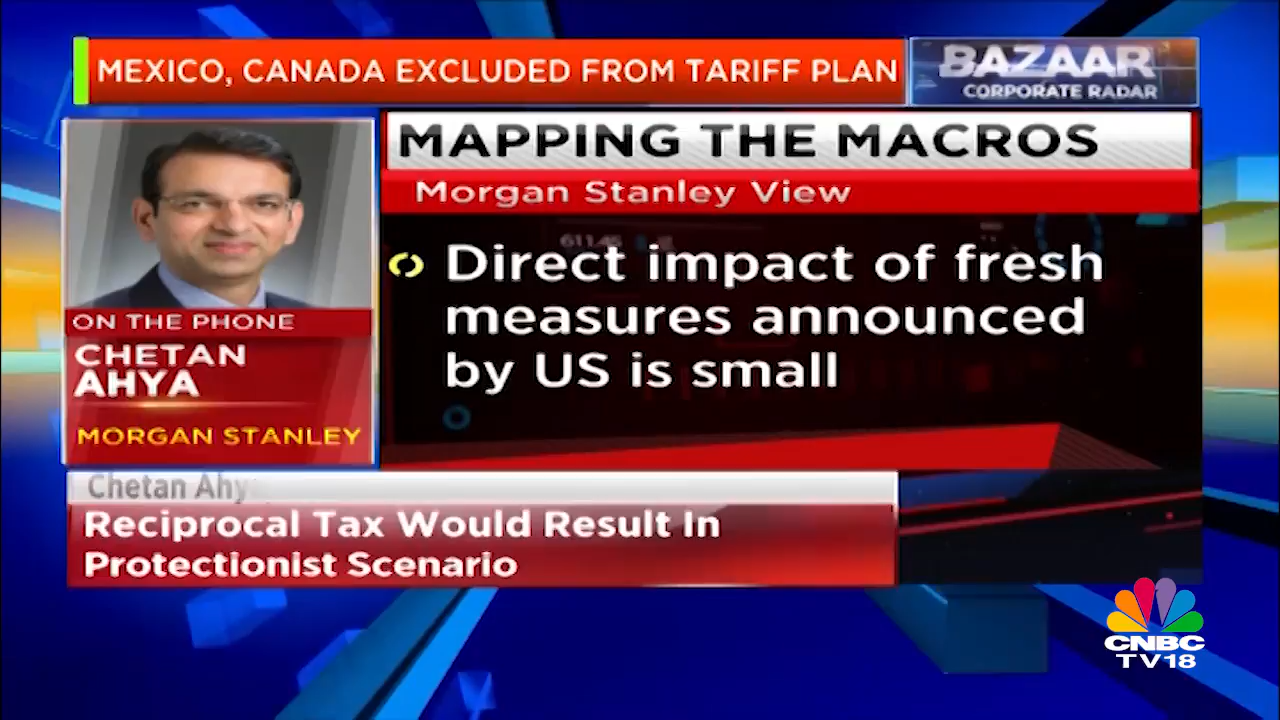 MEXICO, CANADA EXCLUDED FROM TARIFF PLAN
BAZAAR
CORPORATE RADAR
MAPPING THE MACROS
Morgan Stanley View
Direct impact of fresh
measures announced
by US is small
ON THE PHONE
CHETAN
AHYA
MORGAN STANLEY
Chetan Ahy
Reciprocal Tax Would Result In
Protectionist Scenario
CNBC
TV18